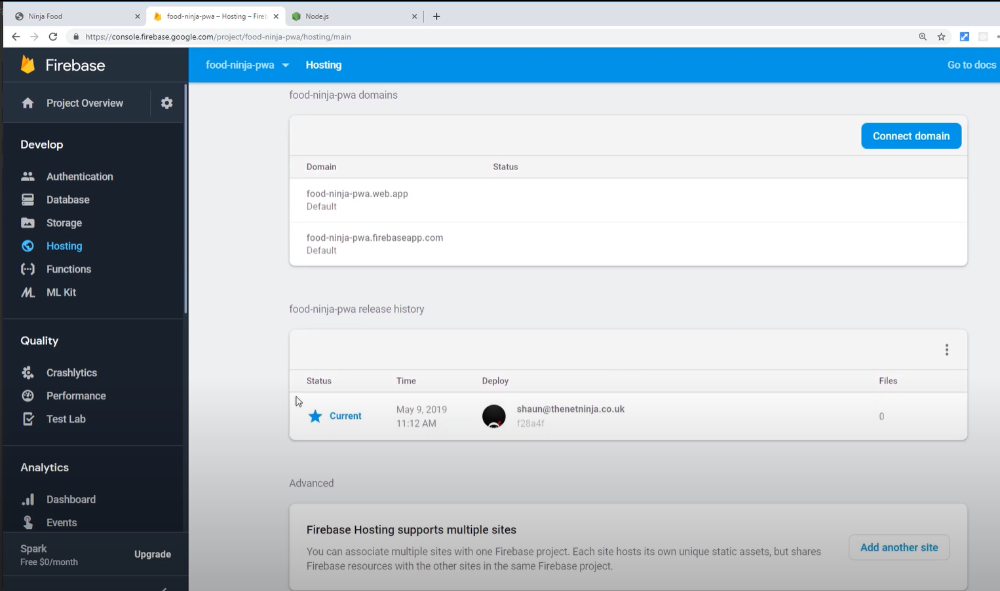 Ninja Food
food-ninja-pwa – Hosting – Fireb
Node.js
https://console.firebase.google.com/project/food-ninja-pwa/hosting/main
Firebase
food-ninja-pwa
Hosting
Go to docs
Project Overview
Develop
Authentication
Database
Storage
Hosting
Functions
ML Kit
Quality
Crashlytics
Performance
Test Lab
Analytics
Dashboard
Events
Spark
Free $0/month
Upgrade
food-ninja-pwa domains
Connect domain
Domain Status
food-ninja-pwa.web.app
Default
food-ninja-pwa.firebaseapp.com
Default
food-ninja-pwa release history
Status Time Deploy Files
Current
May 9, 2019
11:12 AM
shaun@thenetninja.co.uk
f28a4f
0
Advanced
Firebase Hosting supports multiple sites
You can associate multiple sites with one Firebase project. Each site hosts its own unique static assets, but shares
Firebase resources with the other sites in the same Firebase project.
Add another site